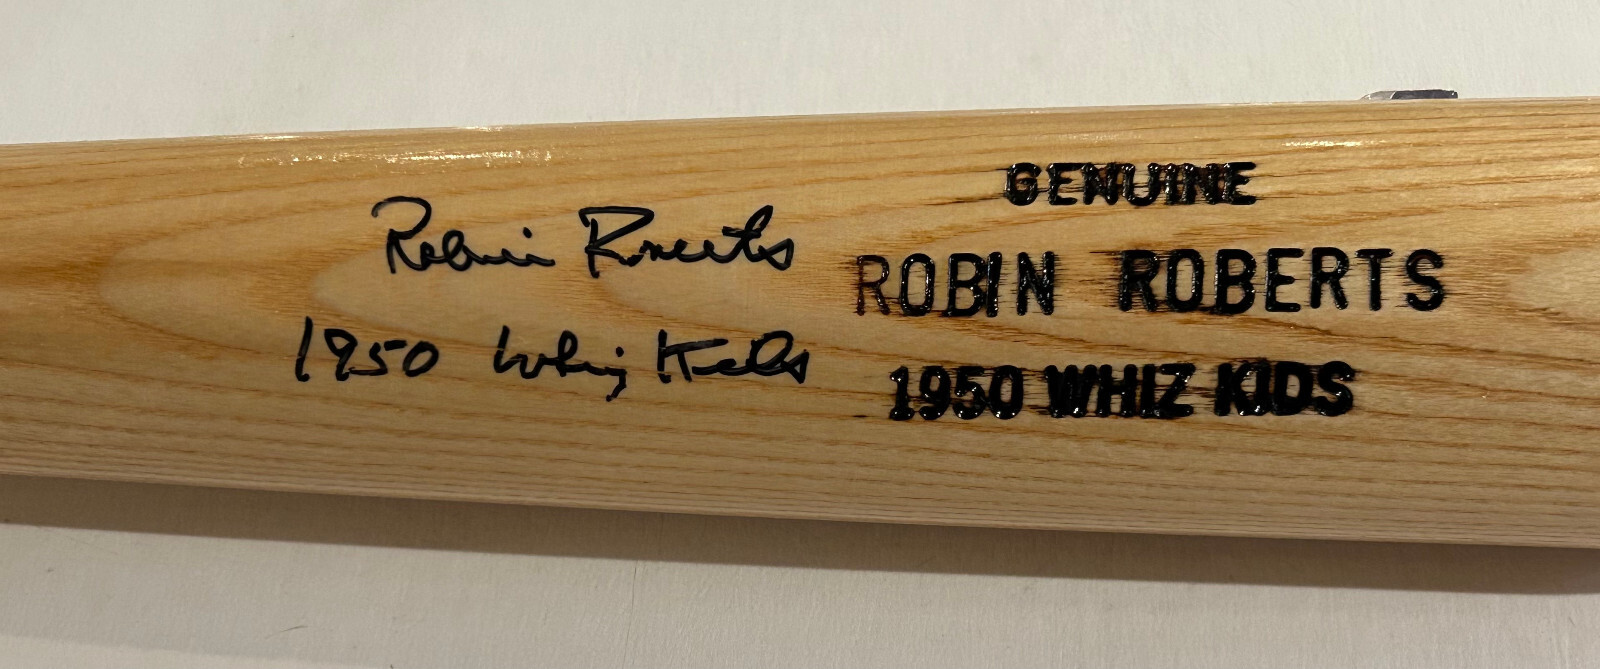 Robin Roberts
1950 Whiz Kids
GENUINE
ROBIN ROBERTS
1950 WHIZ KIDS